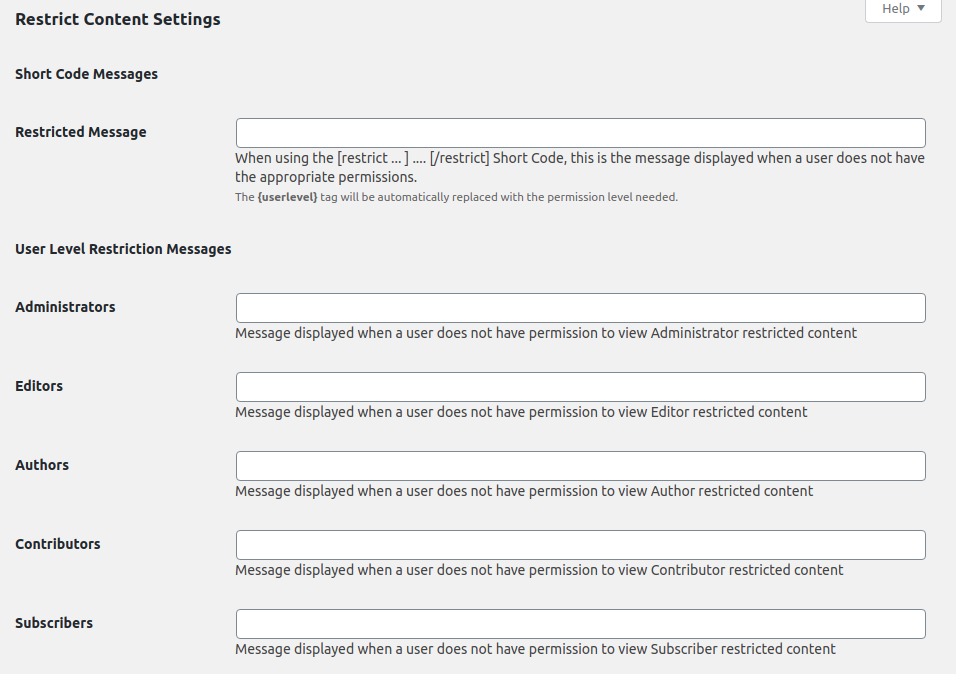 Restrict Content Settings
Help ▼
Short Code Messages
Restricted Message
When using the [restrict ... ] .... [/restrict] Short Code, this is the message displayed when a user does not have
the appropriate permissions.
The {userlevel} tag will be automatically replaced with the permission level needed.
User Level Restriction Messages
Administrators
Message displayed when a user does not have permission to view Administrator restricted content
Editors
Message displayed when a user does not have permission to view Editor restricted content
Authors
Message displayed when a user does not have permission to view Author restricted content
Contributors
Message displayed when a user does not have permission to view Contributor restricted content
Subscribers
Message displayed when a user does not have permission to view Subscriber restricted content